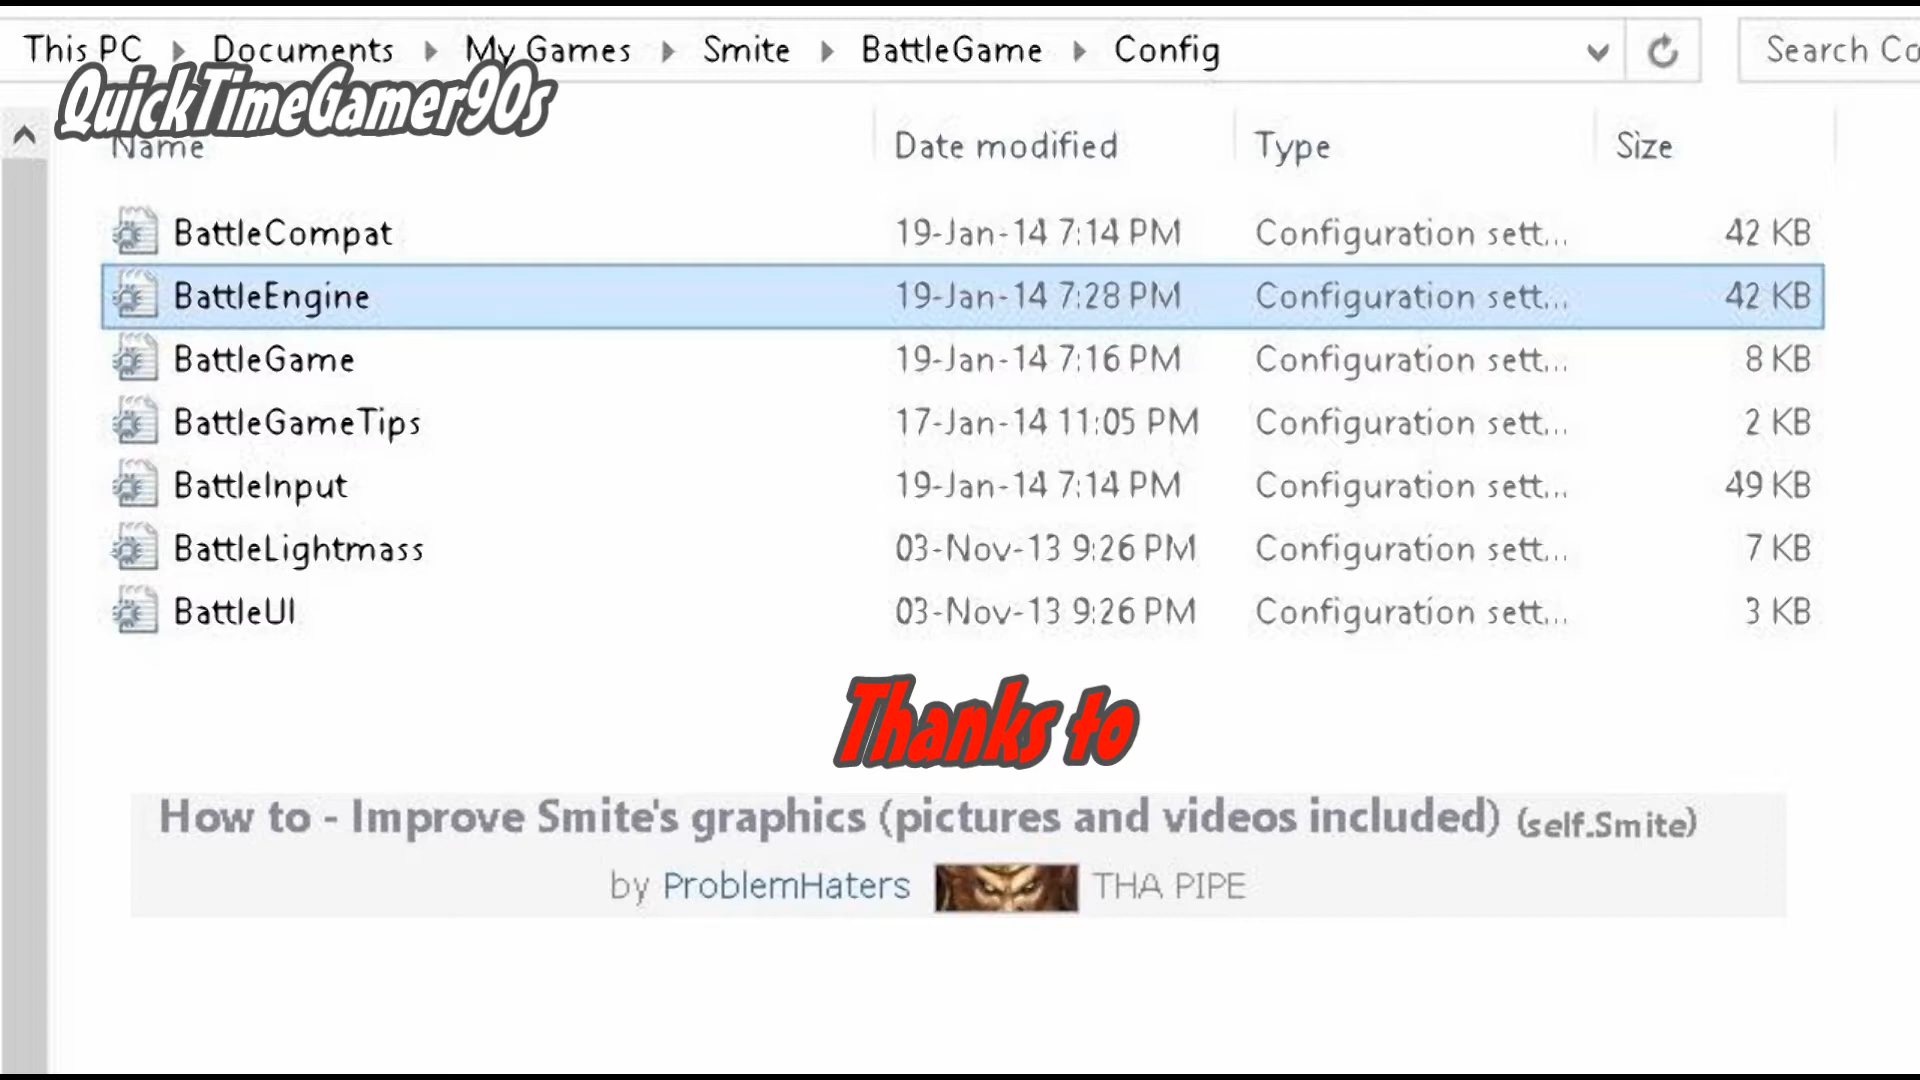 This PC Documents My Games Smite BattleGame Config Search Co
QuickTimeGamer90s
Name Date modified Type Size
BattleCompat 19-Jan-14 7:14 PM Configuration sett... 42 KB
BattleEngine 19-Jan-14 7:28 PM Configuration sett... 42 KB
BattleGame 19-Jan-14 7:16 PM Configuration sett... 8 KB
BattleGameTips 17-Jan-14 11:05 PM Configuration sett... 2 KB
BattleInput 19-Jan-14 7:14 PM Configuration sett... 49 KB
BattleLightmass 03-Nov-13 9:26 PM Configuration sett... 7 KB
BattleUI 03-Nov-13 9:26 PM Configuration sett... 3 KB
Thanks to
How to - Improve Smite's graphics (pictures and videos included) (self.Smite)
by ProblemHaters THA PIPE